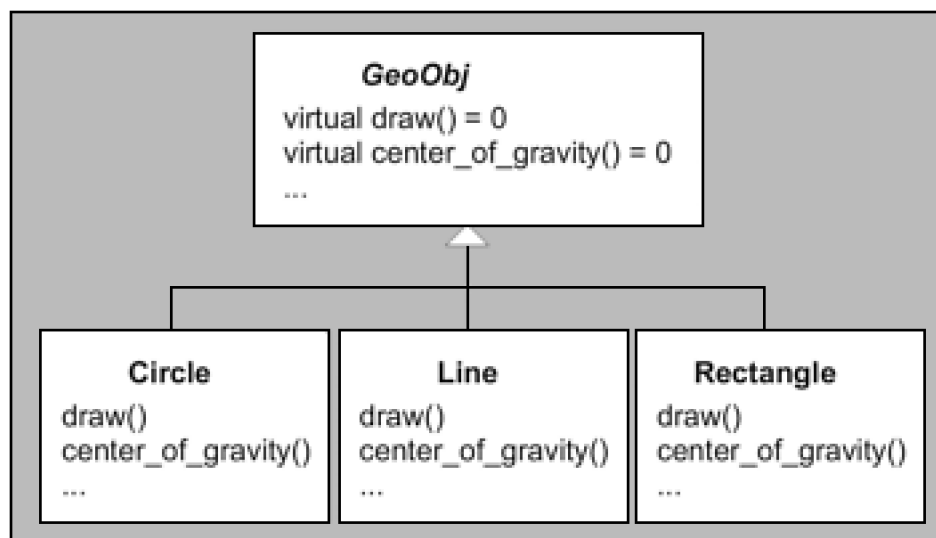 GeoObj
virtual draw() = 0
virtual center_of_gravity() = 0
...
Circle
draw()
center_of_gravity()
...
Line
draw()
center_of_gravity()
...
Rectangle
draw()
center_of_gravity()
...